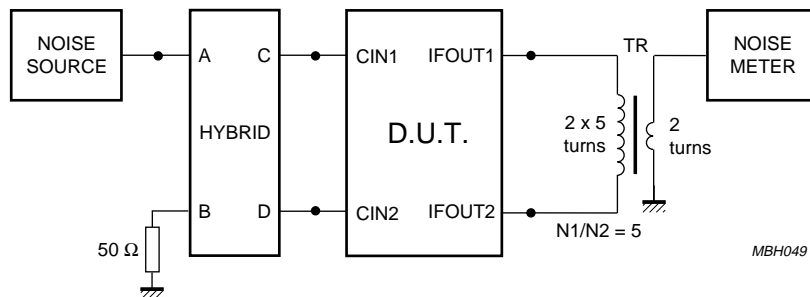 NOISE
SOURCE
A
C
HYBRID
B
D
50 Ω
CIN1
IFOUT1
D.U.T.
CIN2
IFOUT2
TR
2 x 5
turns
2
turns
N1/N2 = 5
NOISE
METER
MBH049